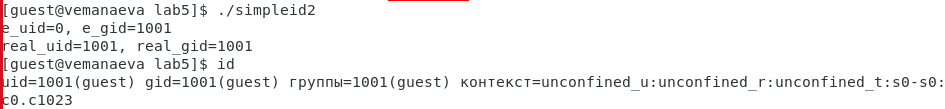 [guest@vemanaeva lab5]$ ./simpleid2
e_uid=0, e_gid=1001
real_uid=1001, real_gid=1001
[guest@vemanaeva lab5]$ id
uid=1001(guest) gid=1001(guest) группы=1001(guest) контекст=unconfined_u:unconfined_r:unconfined_t:s0-s0:
c0.c1023